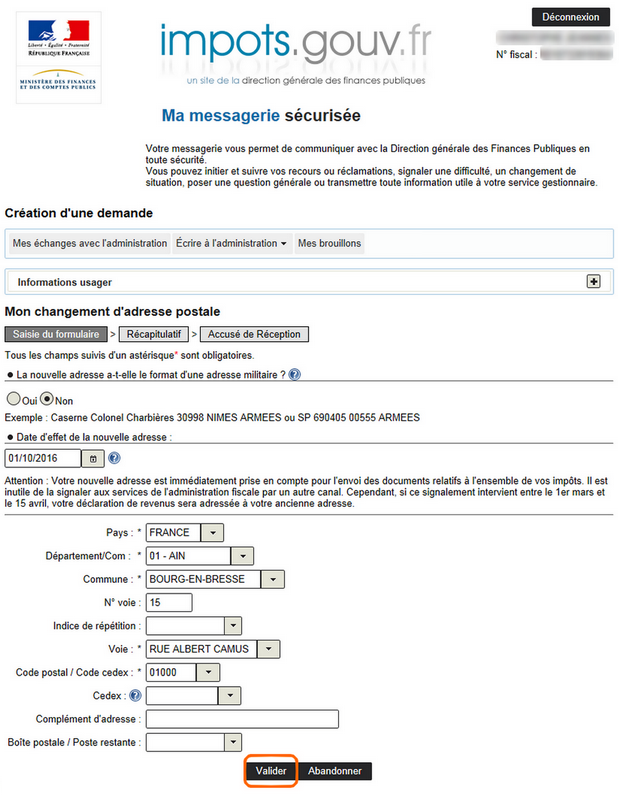 Déconnexion
impots.gouv.fr
N° fiscal :
Liberté • Égalité • Fraternité
RÉPUBLIQUE FRANÇAISE
MINISTÈRE DES FINANCES
ET DES COMPTES PUBLICS
un site de la direction générale des finances publiques
Ma messagerie sécurisée
Votre messagerie vous permet de communiquer avec la Direction générale des Finances Publiques en
toute sécurité.
Vous pouvez initier et suivre vos recours ou réclamations, signaler une difficulté, un changement de
situation, poser une question générale ou transmettre toute information utile à votre service gestionnaire.
Création d'une demande
Mes échanges avec l'administration Écrire à l'administration Mes brouillons
Informations usager
Mon changement d'adresse postale
Saisie du formulaire > Récapitulatif > Accusé de Réception
Tous les champs suivis d'un astérisque* sont obligatoires.
● La nouvelle adresse a-t-elle le format d'une adresse militaire ? ?
Oui Non
Exemple : Caserne Colonel Charbières 30998 NIMES ARMEES ou SP 690405 00555 ARMEES
● Date d'effet de la nouvelle adresse :
01/10/2016 ?
Attention : Votre nouvelle adresse est immédiatement prise en compte pour l'envoi des documents relatifs à l'ensemble de vos impôts. Il est
inutile de la signaler aux services de l'administration fiscale par un autre canal. Cependant, si ce signalement intervient entre le 1er mars et
le 15 avril, votre déclaration de revenus sera adressée à votre ancienne adresse.
Pays : * FRANCE
Département/Com : * 01 - AIN
Commune : * BOURG-EN-BRESSE
N° voie : 15
Indice de répétition :
Voie : * RUE ALBERT CAMUS
Code postal / Code cedex : * 01000
Cedex : ?
Complément d'adresse :
Boîte postale / Poste restante :
Valider Abandonner